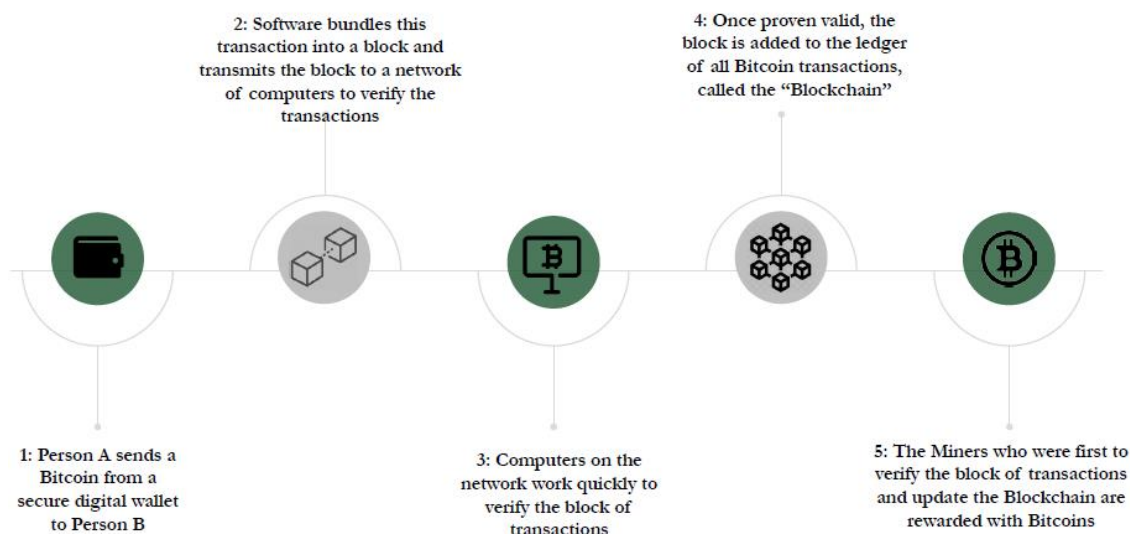 2: Software bundles this
transaction into a block and
transmits the block to a network
of computers to verify the
transactions
4: Once proven valid, the
block is added to the ledger
of all Bitcoin transactions,
called the “Blockchain”
1: Person A sends a
Bitcoin from a
secure digital wallet
to Person B
3: Computers on the
network work quickly to
verify the block of
transactions
5: The Miners who were first to
verify the block of transactions
and update the Blockchain are
rewarded with Bitcoins